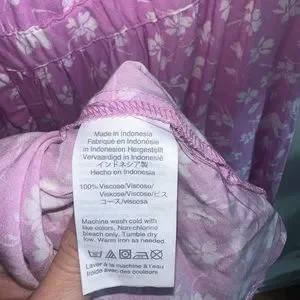 Made in Indonesia
Fabriqué en Indonésie
In Indonesien Hergestellt
Vervaardigd in Indonesië
インドネシア製
Hecho en Indonesia
100% Viscose/Viscose/
Viskose/Viscose/ビス
コース/viscosa
Machine wash cold with
like colors. Non-chlorine
bleach only. Tumble dry
low. Warm iron as needed.
Laver à la machine à l'eau
froide avec des couleurs